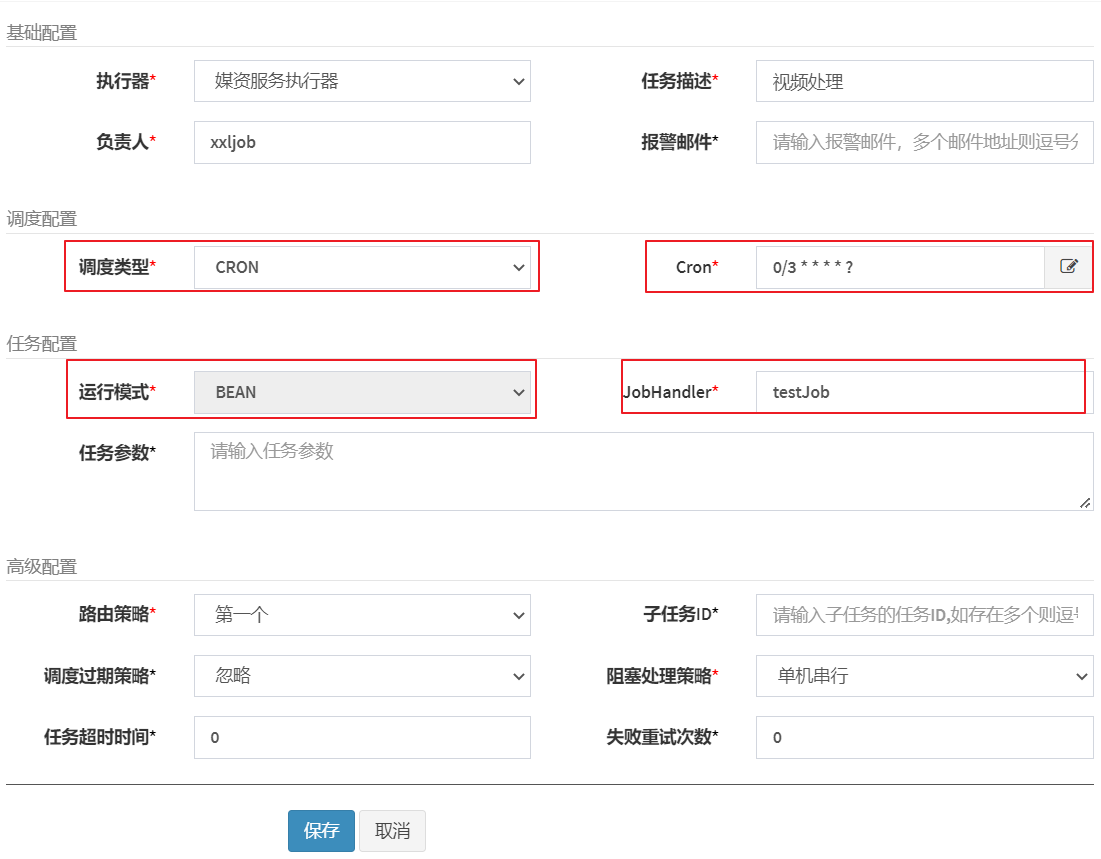 基础配置
执行器* 媒资服务执行器 任务描述* 视频处理
负责人* xxljob 报警邮件* 请输入报警邮件，多个邮件地址则逗号分
调度配置
调度类型* CRON Cron* 0/3 * * * * ?
任务配置
运行模式* BEAN JobHandler* testJob
任务参数* 请输入任务参数
高级配置
路由策略* 第一个 子任务ID* 请输入子任务的任务ID,如存在多个则逗号
调度过期策略* 忽略 阻塞处理策略* 单机串行
任务超时时间* 0 失败重试次数* 0
保存 取消